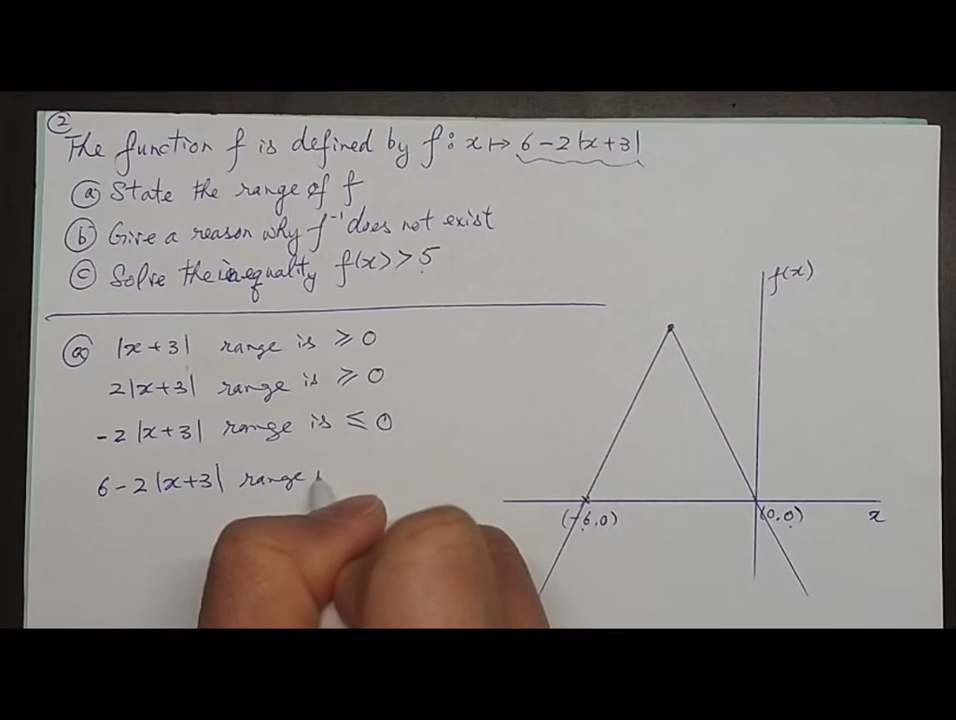 ②
The function f is defined by f: x ↦ 6-2|x+3|
ⓐ State the range of f
ⓑ Give a reason why f⁻¹ does not exist
ⓒ Solve the inequality f(x) > 5
ⓐ |x+3| range is ≥ 0
2|x+3| range is ≥ 0
-2|x+3| range is ≤ 0
6-2|x+3| range
f(x)
(-6,0)
(0,0)
x